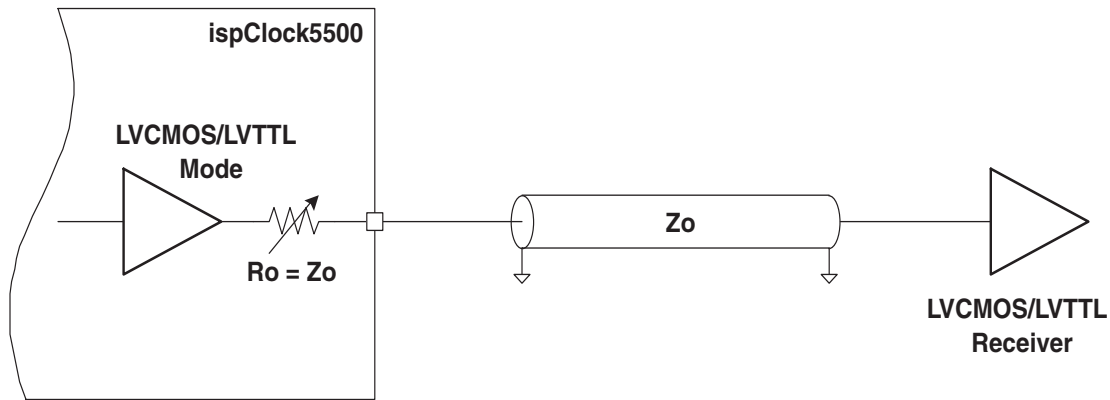 ispClock5500
LVCMOS/LVTTL
Mode
Ro = Zo
Zo
LVCMOS/LVTTL
Receiver